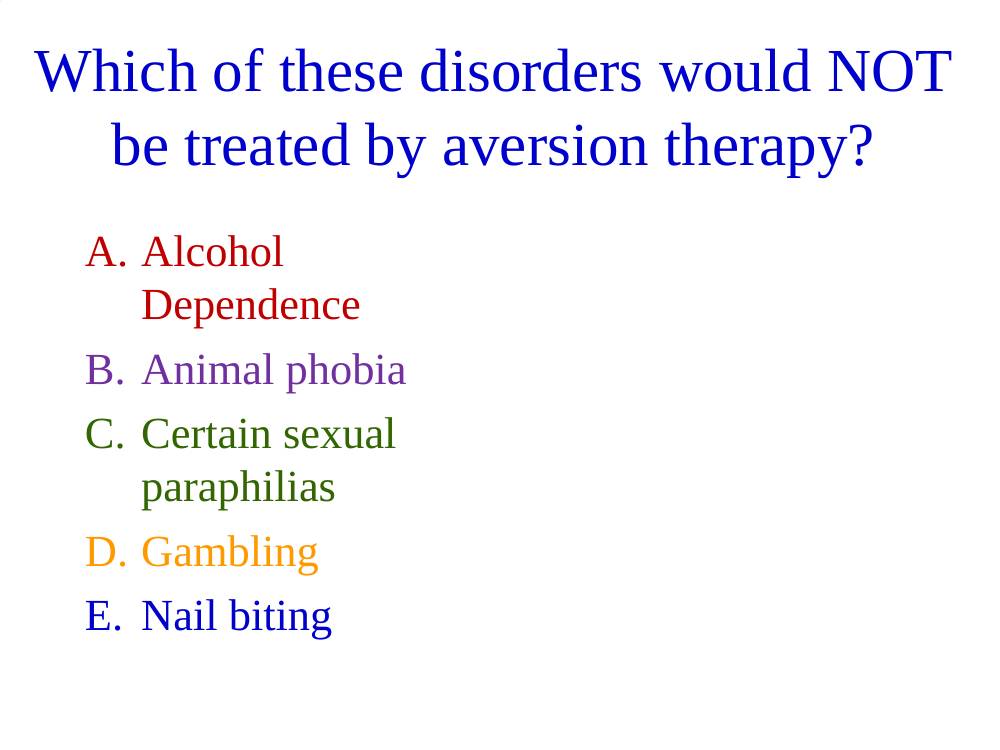 Which of these disorders would NOT
be treated by aversion therapy?
A. Alcohol
Dependence
B. Animal phobia
C. Certain sexual
paraphilias
D. Gambling
E. Nail biting